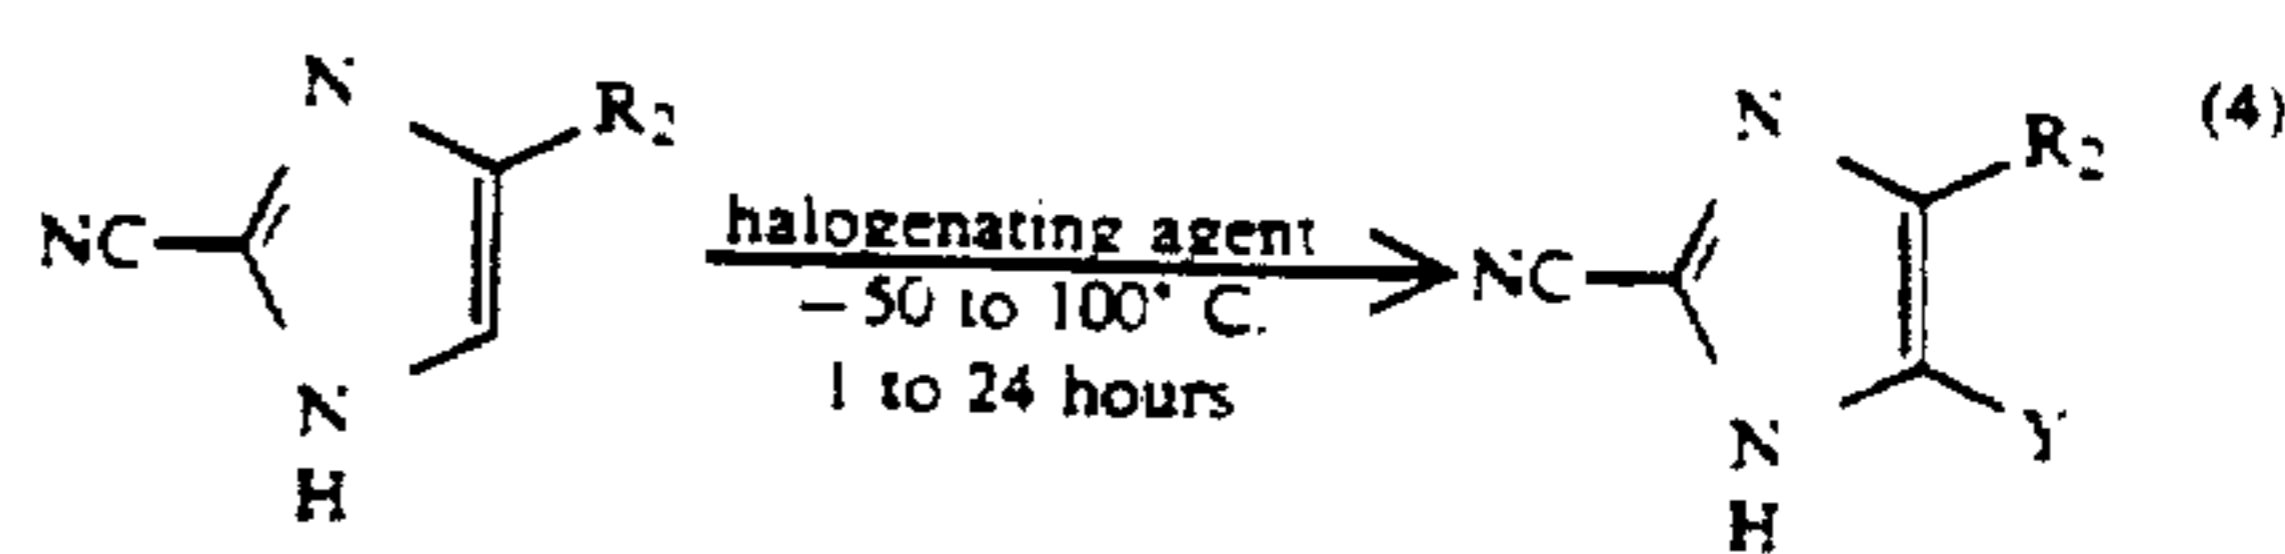 N
R2
NC
N
H
halogenating agent
– 50 to 100° C.
1 to 24 hours
N
R2
(4)
NC
N
H
Y